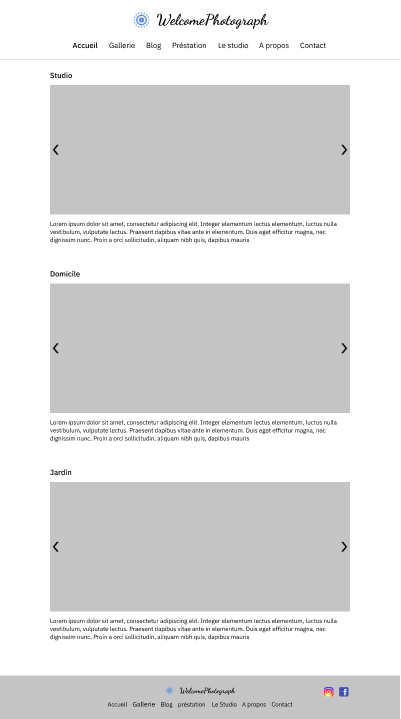 WelcomePhotograph
Accueil Gallerie Blog Préstation Le studio A propos Contact
Studio
Lorem ipsum dolor sit amet, consectetur adipiscing elit. Integer elementum lectus elementum, luctus nulla
vestibulum, vulputate lectus. Praesent dapibus vitae ante in elementum. Duis eget efficitur magna, nec
dignissim nunc. Proin a orci sollicitudin, aliquam nibh quis, dapibus mauris
Domicile
Lorem ipsum dolor sit amet, consectetur adipiscing elit. Integer elementum lectus elementum, luctus nulla
vestibulum, vulputate lectus. Praesent dapibus vitae ante in elementum. Duis eget efficitur magna, nec
dignissim nunc. Proin a orci sollicitudin, aliquam nibh quis, dapibus mauris
Jardin
Lorem ipsum dolor sit amet, consectetur adipiscing elit. Integer elementum lectus elementum, luctus nulla
vestibulum, vulputate lectus. Praesent dapibus vitae ante in elementum. Duis eget efficitur magna, nec
dignissim nunc. Proin a orci sollicitudin, aliquam nibh quis, dapibus mauris
WelcomePhotograph
Accueil Gallerie Blog préstation Le Studio A propos Contact